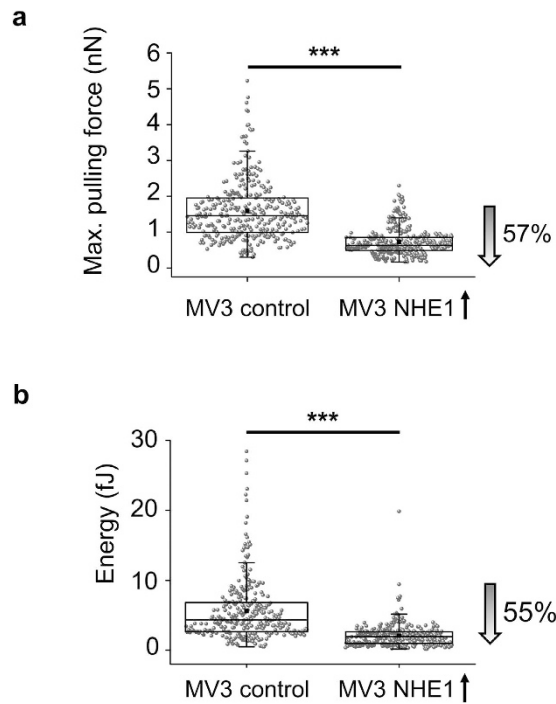 a
Max. pulling force (nN)
6
5
4
3
2
1
0
***
57%
MV3 control
MV3 NHE1
b
Energy (fJ)
30
20
10
0
***
55%
MV3 control
MV3 NHE1